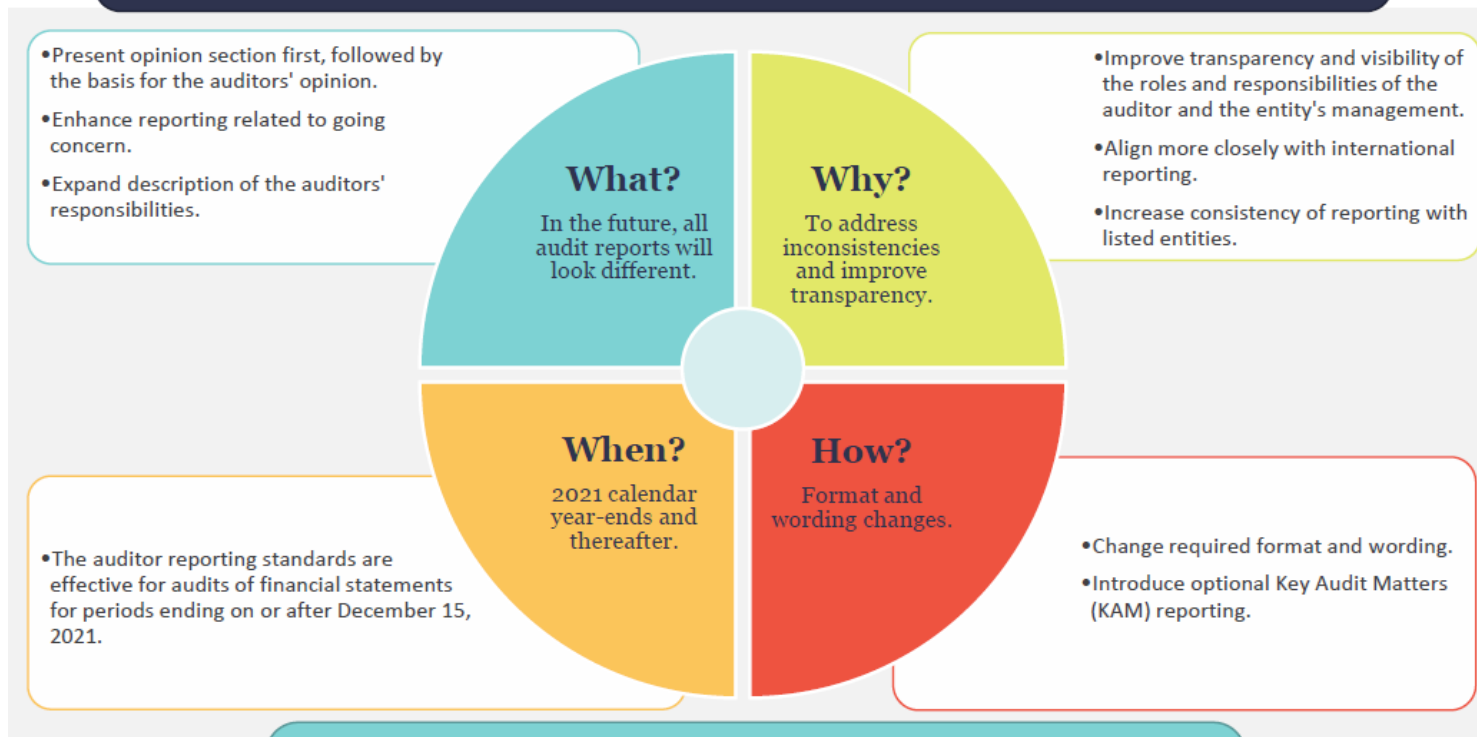 •Present opinion section first, followed by
the basis for the auditors' opinion.
•Enhance reporting related to going
concern.
•Expand description of the auditors'
responsibilities.
What?
In the future, all
audit reports will
look different.
Why?
To address
inconsistencies
and improve
transparency.
•Improve transparency and visibility of
the roles and responsibilities of the
auditor and the entity's management.
•Align more closely with international
reporting.
•Increase consistency of reporting with
listed entities.
When?
2021 calendar
year-ends and
thereafter.
•The auditor reporting standards are
effective for audits of financial statements
for periods ending on or after December 15,
2021.
How?
Format and
wording changes.
•Change required format and wording.
•Introduce optional Key Audit Matters
(KAM) reporting.